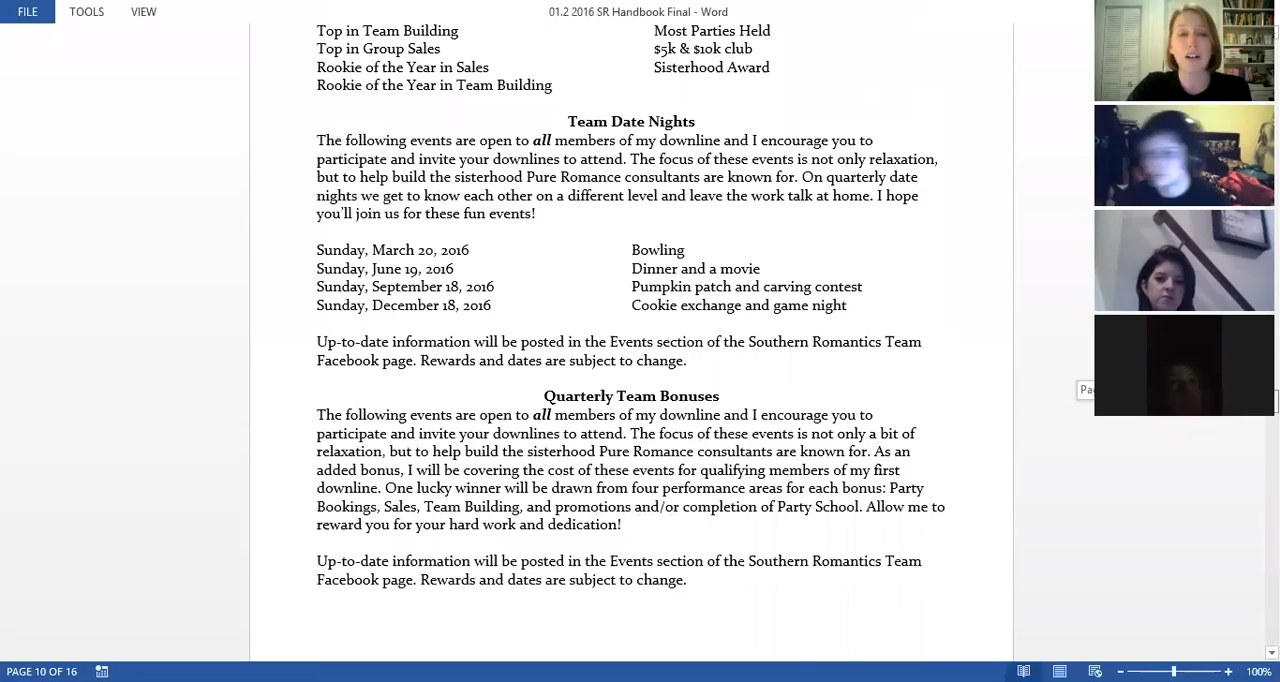 FILE TOOLS VIEW 01.2 2016 SR Handbook Final - Word
Top in Team Building Most Parties Held
Top in Group Sales $5k & $10k club
Rookie of the Year in Sales Sisterhood Award
Rookie of the Year in Team Building
Team Date Nights
The following events are open to all members of my downline and I encourage you to
participate and invite your downlines to attend. The focus of these events is not only relaxation,
but to help build the sisterhood Pure Romance consultants are known for. On quarterly date
nights we get to know each other on a different level and leave the work talk at home. I hope
you'll join us for these fun events!
Sunday, March 20, 2016 Bowling
Sunday, June 19, 2016 Dinner and a movie
Sunday, September 18, 2016 Pumpkin patch and carving contest
Sunday, December 18, 2016 Cookie exchange and game night
Up-to-date information will be posted in the Events section of the Southern Romantics Team
Facebook page. Rewards and dates are subject to change.
Quarterly Team Bonuses
The following events are open to all members of my downline and I encourage you to
participate and invite your downlines to attend. The focus of these events is not only a bit of
relaxation, but to help build the sisterhood Pure Romance consultants are known for. As an
added bonus, I will be covering the cost of these events for qualifying members of my first
downline. One lucky winner will be drawn from four performance areas for each bonus: Party
Bookings, Sales, Team Building, and promotions and/or completion of Party School. Allow me to
reward you for your hard work and dedication!
Up-to-date information will be posted in the Events section of the Southern Romantics Team
Facebook page. Rewards and dates are subject to change.
PAGE 10 OF 16 100%